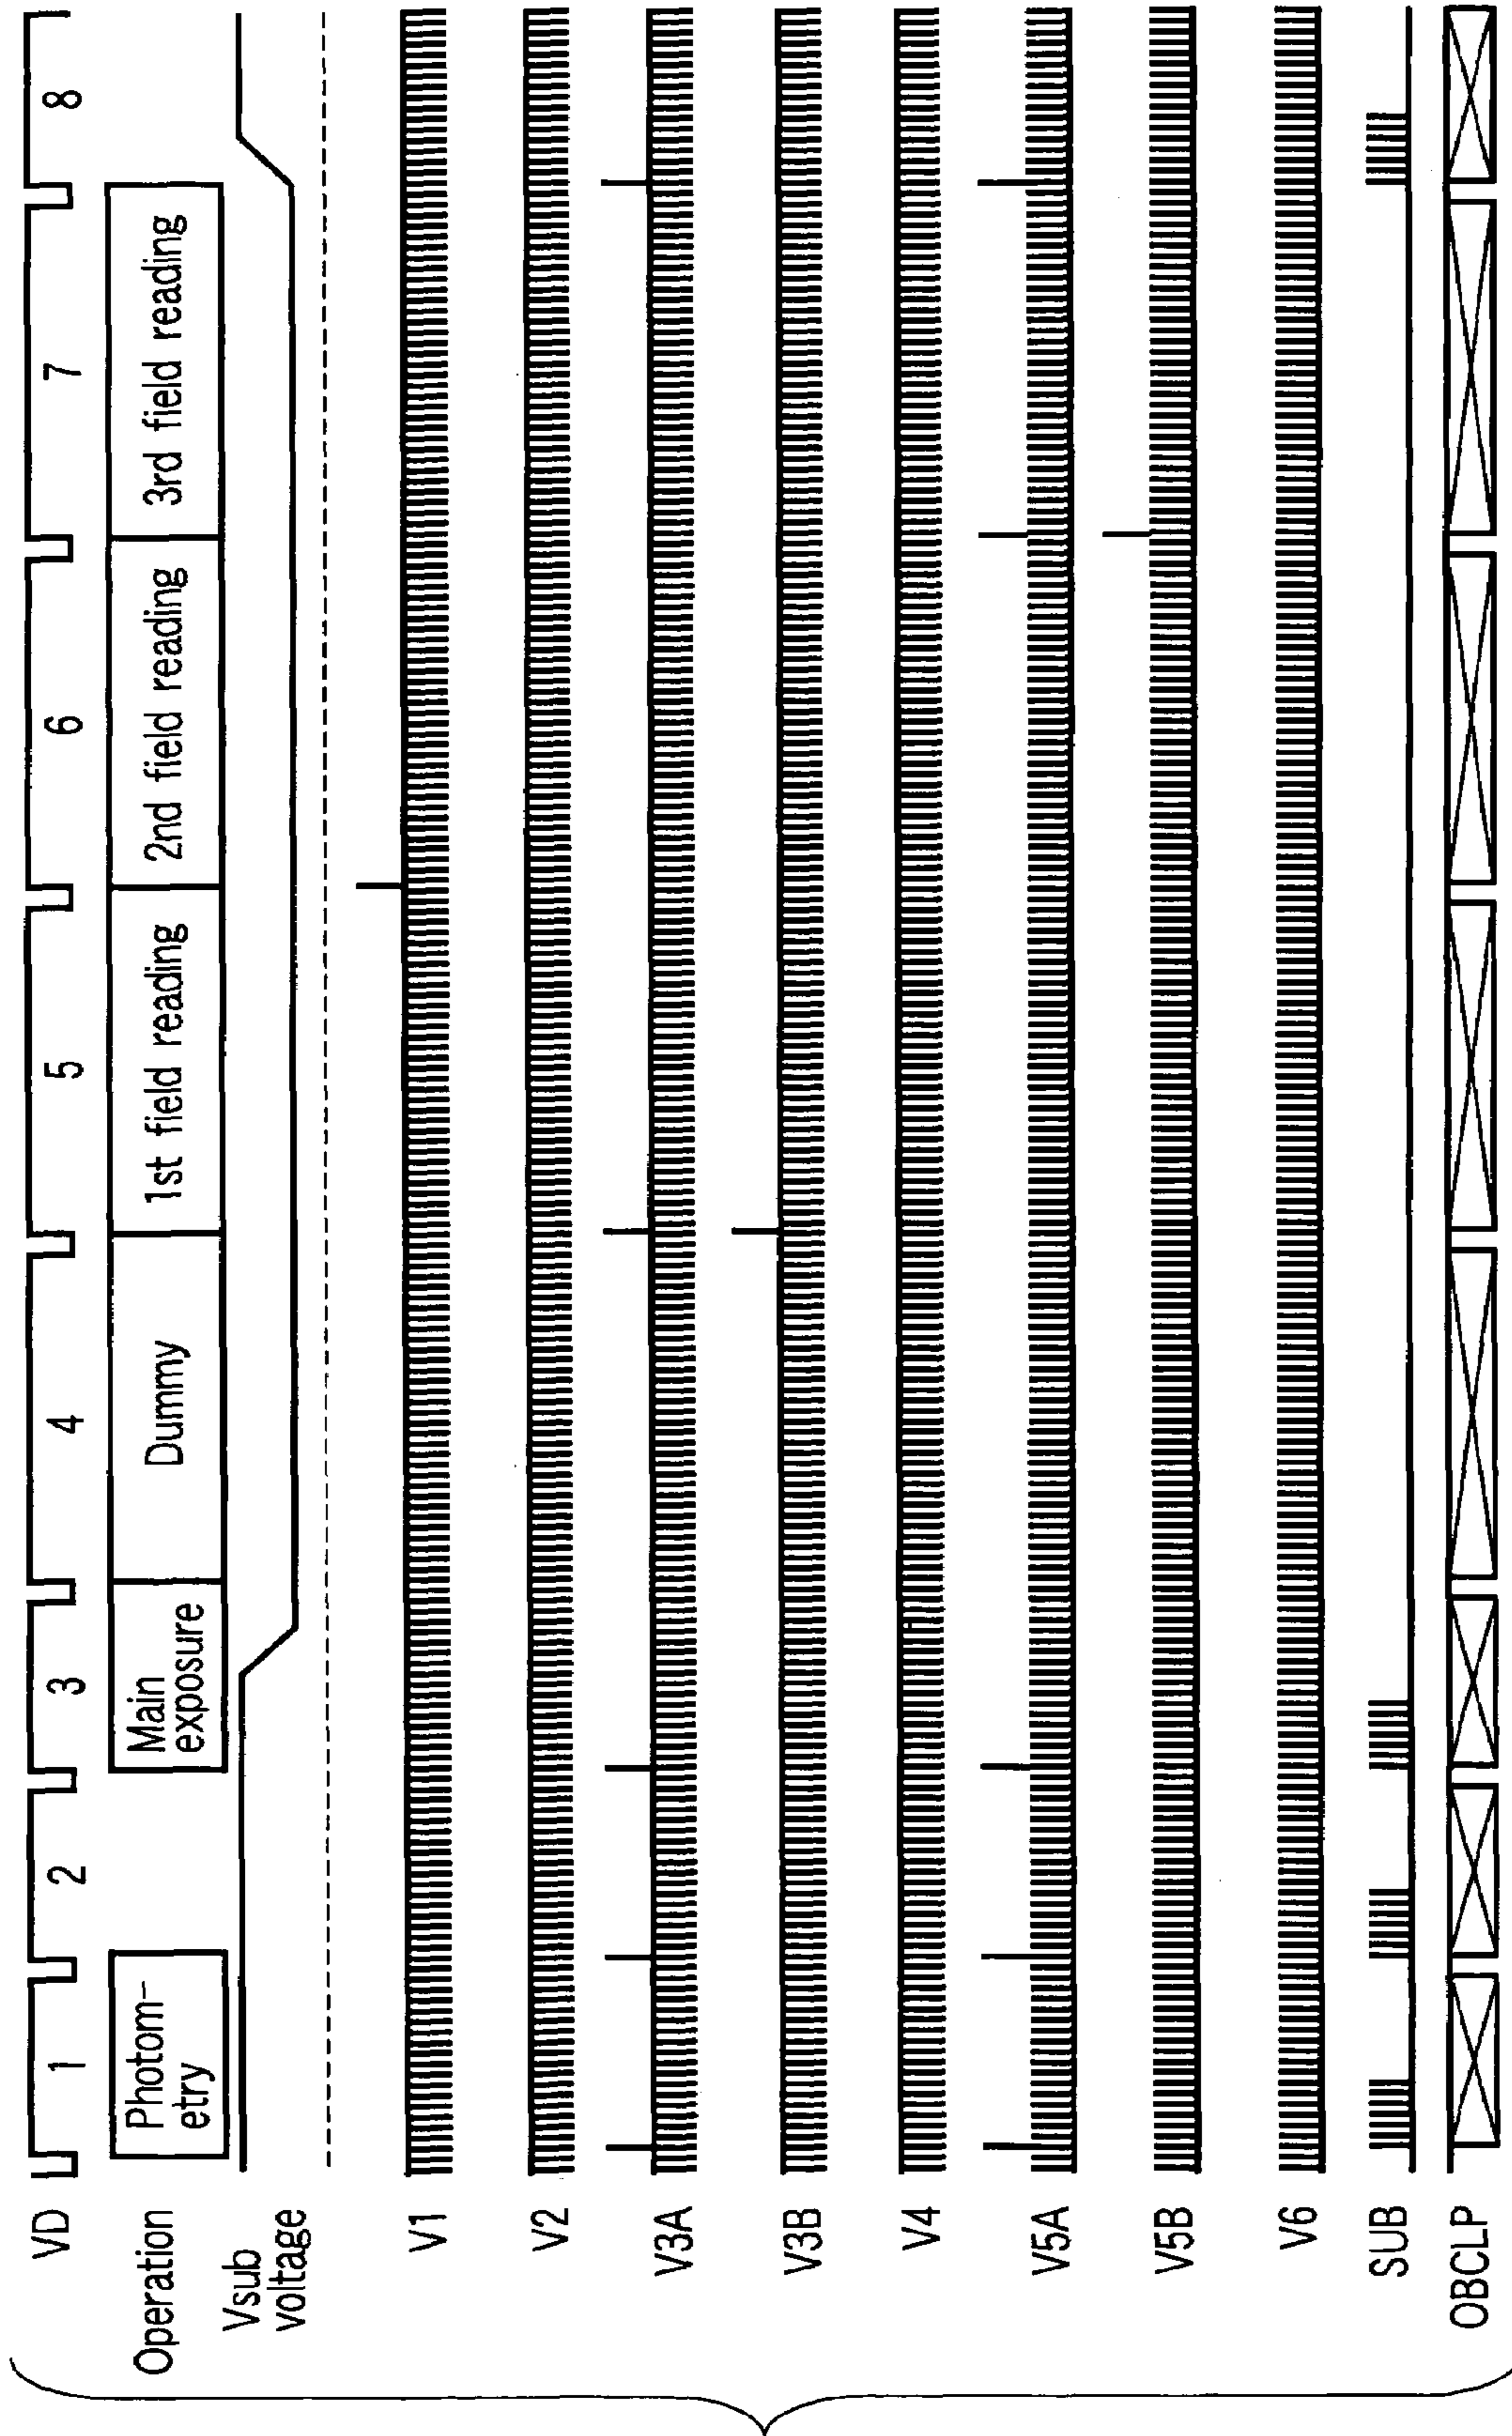 VD 1 2 3 4 5 6 7 8
Operation Photom-
etry Main
exposure Dummy 1st field reading 2nd field reading 3rd field reading
Vsub
voltage
V1
V2
V3A
V3B
V4
V5A
V5B
V6
SUB
OBCLP